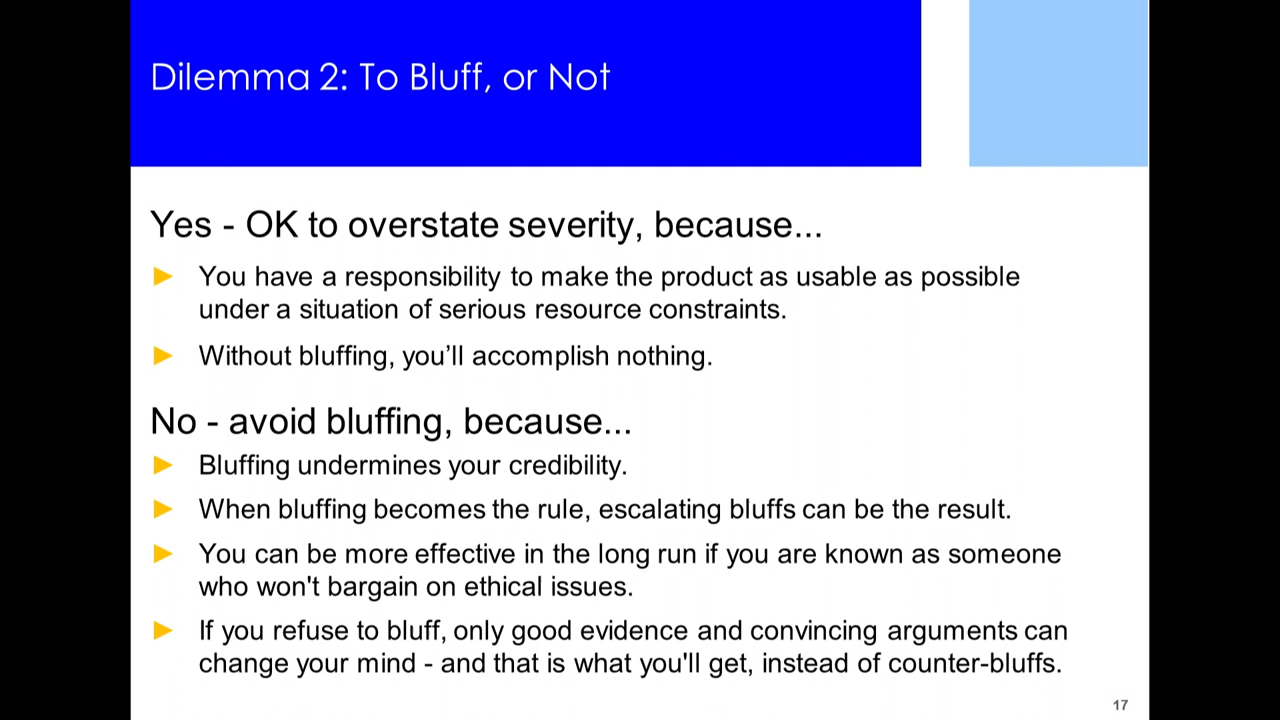 Dilemma 2: To Bluff, or Not
Yes - OK to overstate severity, because...
► You have a responsibility to make the product as usable as possible
under a situation of serious resource constraints.
► Without bluffing, you’ll accomplish nothing.
No - avoid bluffing, because...
► Bluffing undermines your credibility.
► When bluffing becomes the rule, escalating bluffs can be the result.
► You can be more effective in the long run if you are known as someone
who won't bargain on ethical issues.
► If you refuse to bluff, only good evidence and convincing arguments can
change your mind - and that is what you'll get, instead of counter-bluffs.
17